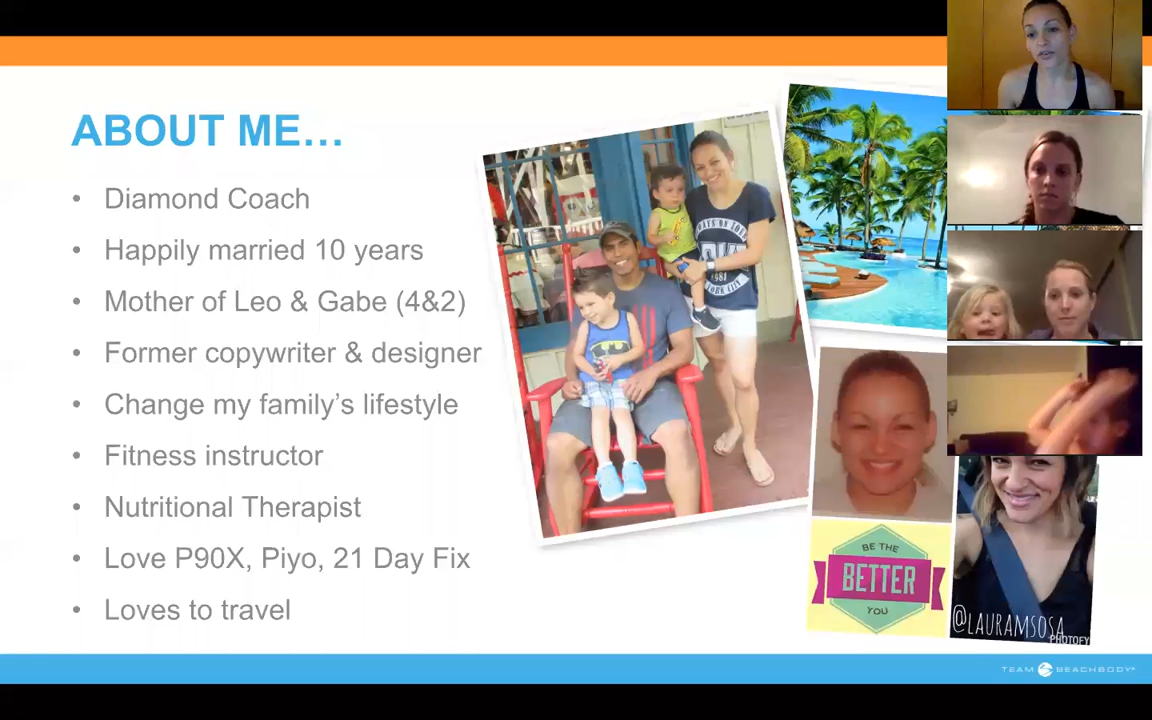 ABOUT ME…
• Diamond Coach
• Happily married 10 years
• Mother of Leo & Gabe (4&2)
• Former copywriter & designer
• Change my family’s lifestyle
• Fitness instructor
• Nutritional Therapist
• Love P90X, Piyo, 21 Day Fix
• Loves to travel
BE THE
BETTER
YOU
@LAURAMSOSA
PHOTOFY
TEAM BEACHBODY